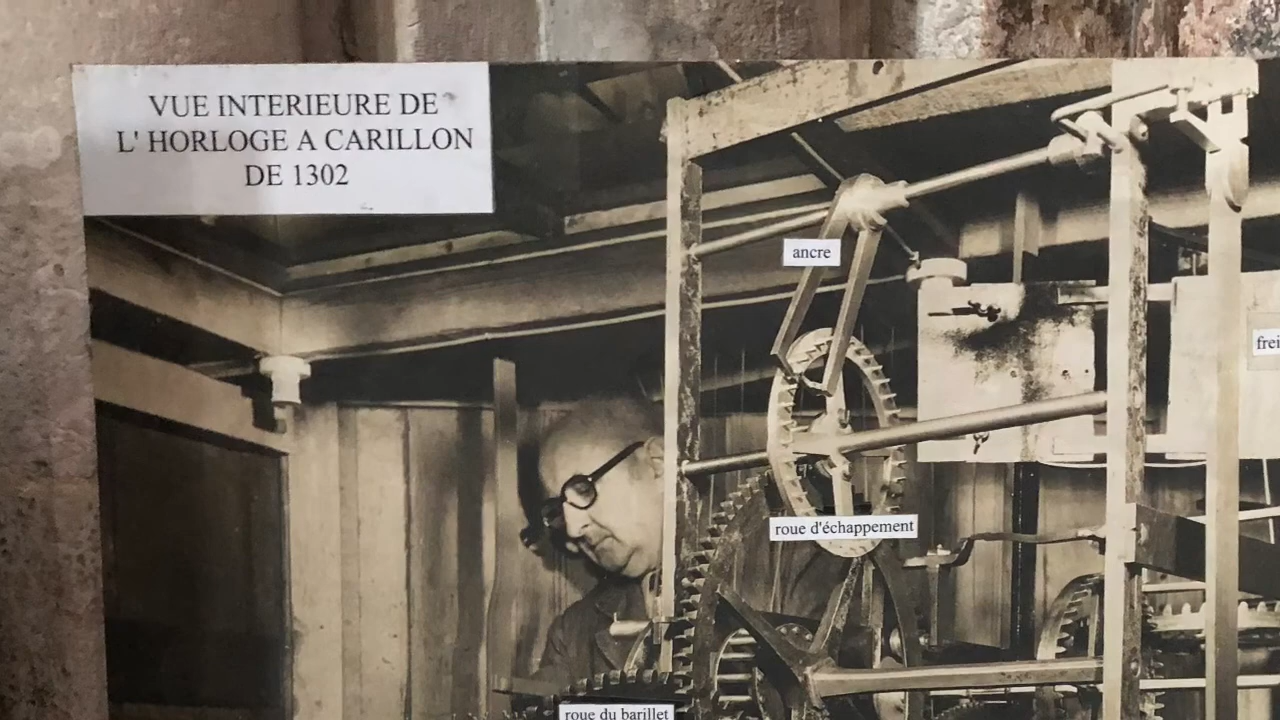 VUE INTERIEURE DE
L' HORLOGE A CARILLON
DE 1302
ancre
roue d'échappement
roue du barillet